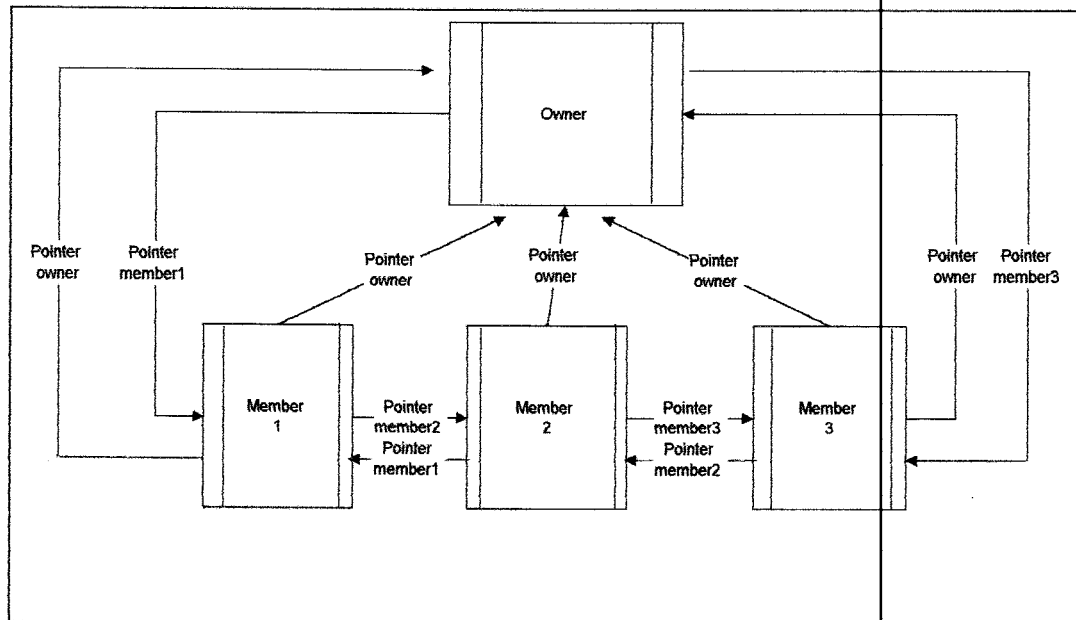 Owner
Pointer
owner
Pointer
member1
Pointer
owner
Pointer
owner
Pointer
owner
Pointer
owner
Pointer
member3
Member
1
Pointer
member2
Pointer
member1
Member
2
Pointer
member3
Pointer
member2
Member
3